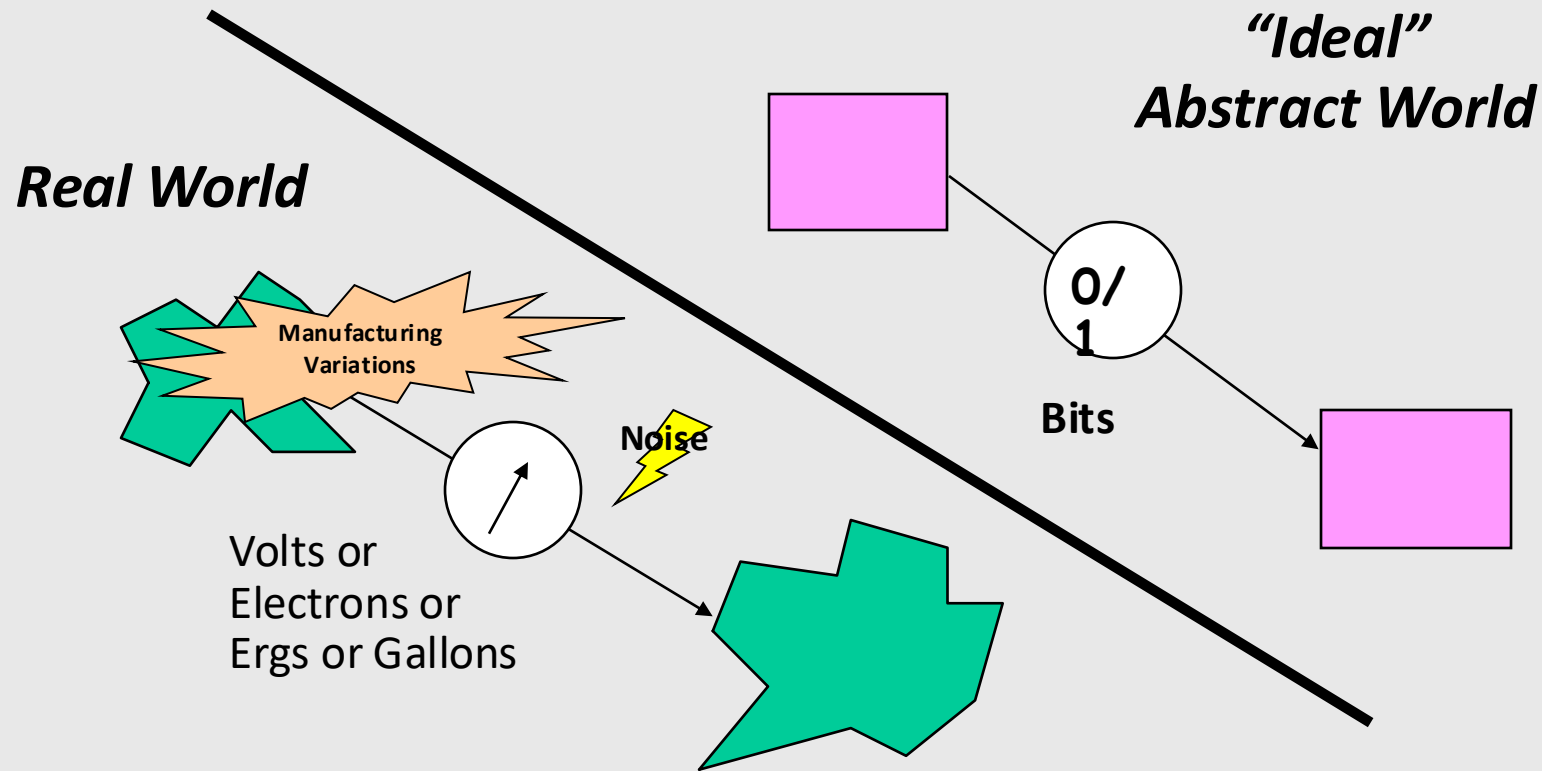 “Ideal”
Abstract World
Real World
0/
1
Manufacturing
Variations
Bits
Noise
Volts or
Electrons or
Ergs or Gallons